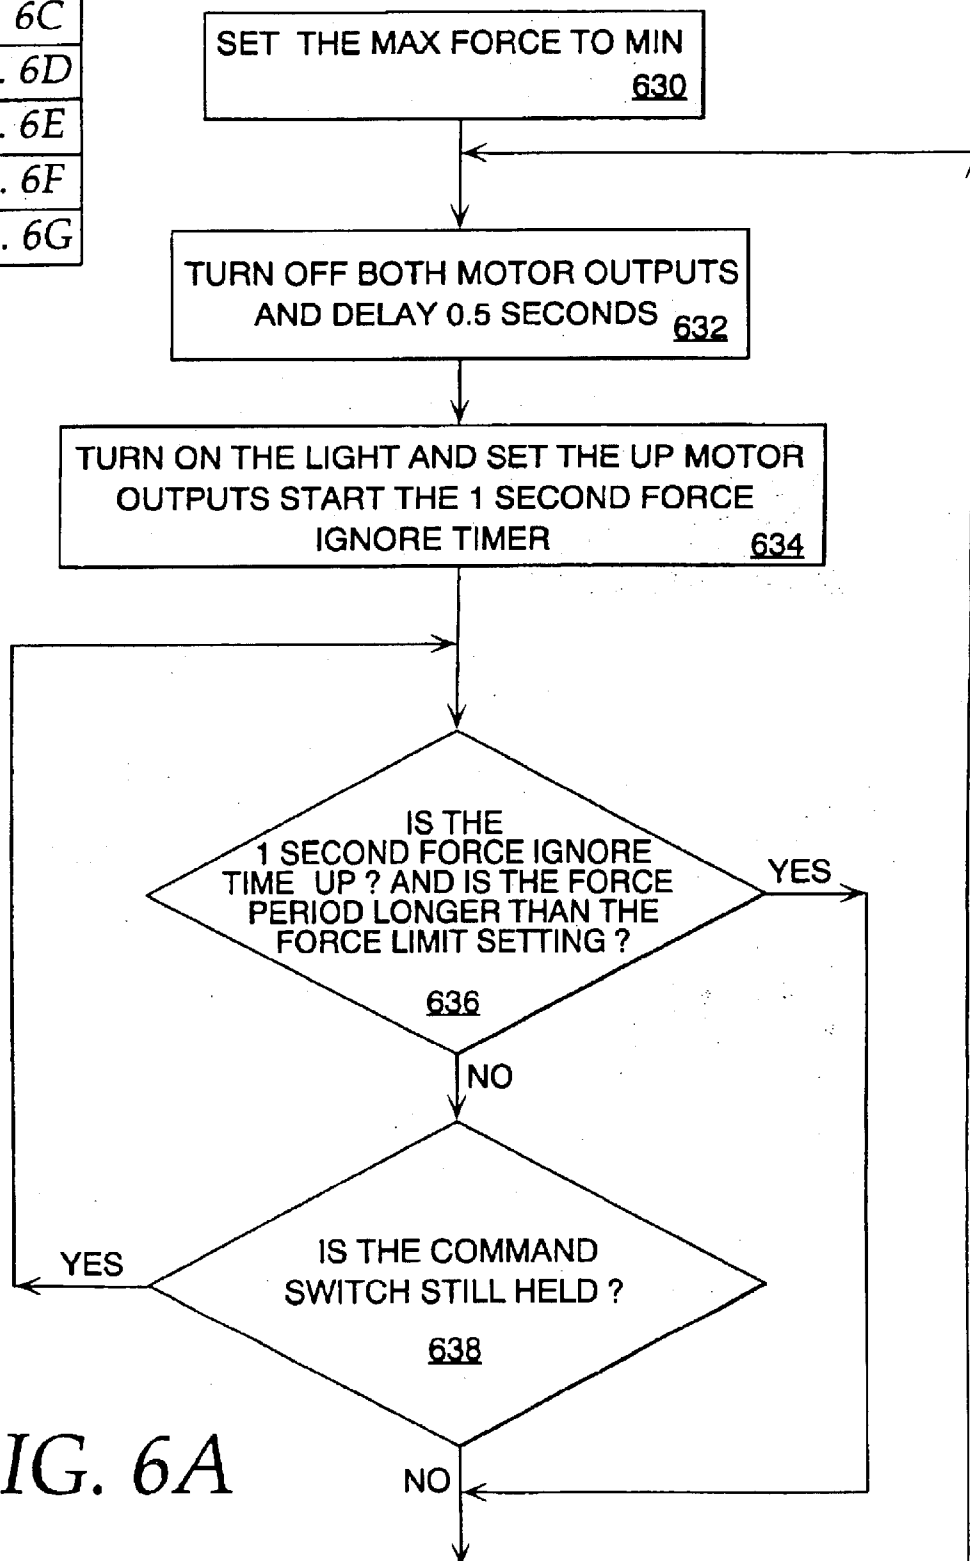 6C
. 6D
. 6E
. 6F
. 6G
SET THE MAX FORCE TO MIN
630
TURN OFF BOTH MOTOR OUTPUTS
AND DELAY 0.5 SECONDS 632
TURN ON THE LIGHT AND SET THE UP MOTOR
OUTPUTS START THE 1 SECOND FORCE
IGNORE TIMER 634
IS THE
1 SECOND FORCE IGNORE
TIME UP ? AND IS THE FORCE
PERIOD LONGER THAN THE
FORCE LIMIT SETTING ?
636
YES
NO
IS THE COMMAND
SWITCH STILL HELD ?
638
YES
NO
IG. 6A